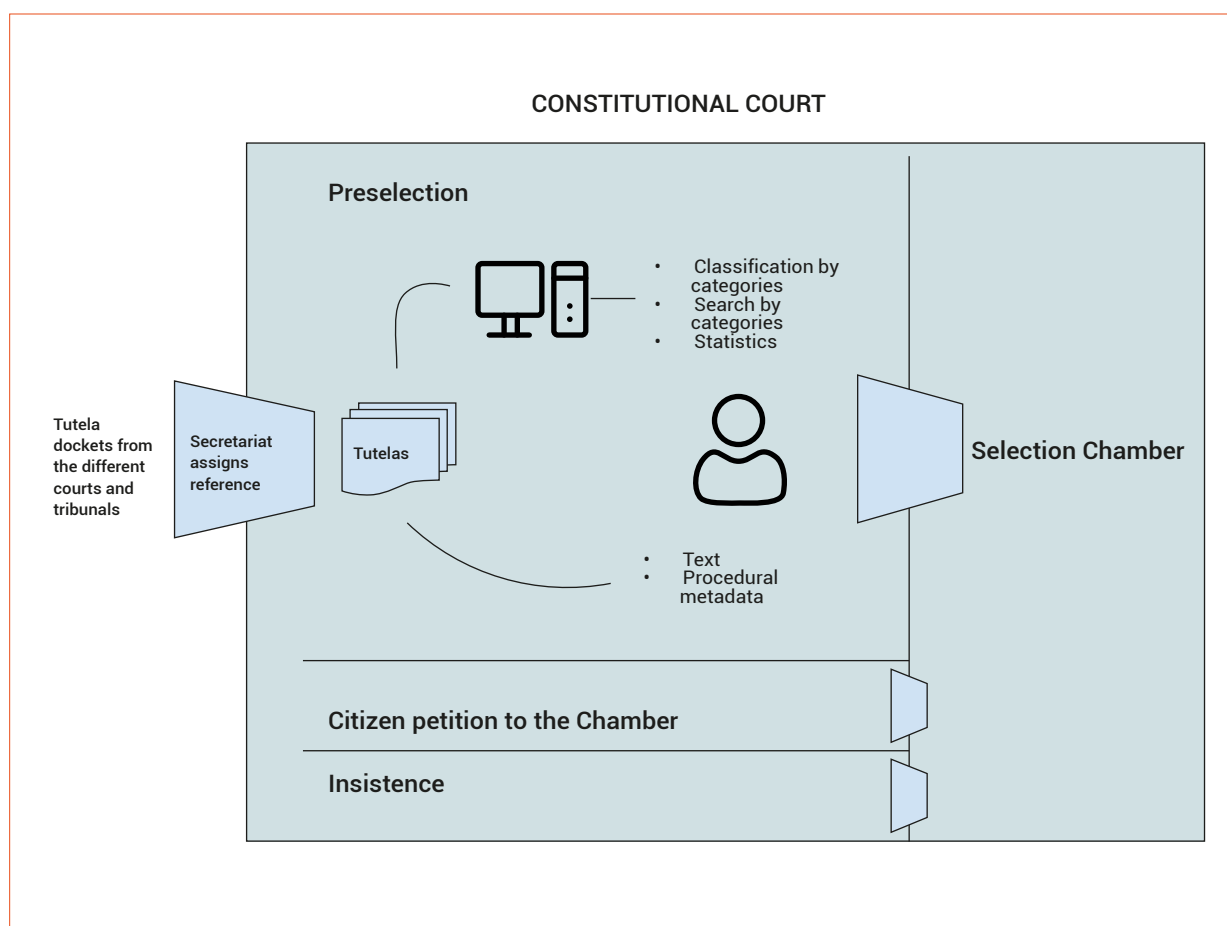 CONSTITUTIONAL COURT
Preselection
• Classification by
categories
• Search by
categories
• Statistics
Tutela
dockets from
the different
courts and
tribunals
Secretariat
assigns
reference
Tutelas
Selection Chamber
• Text
• Procedural
metadata
Citizen petition to the Chamber
Insistence